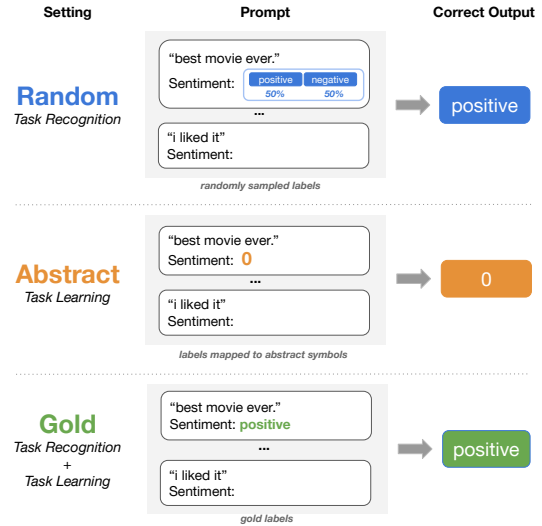 Setting Prompt Correct Output
Random
Task Recognition
“best movie ever.”
Sentiment: positive negative
50% 50%
...
“i liked it”
Sentiment:
randomly sampled labels
positive
Abstract
Task Learning
“best movie ever.”
Sentiment: 0
...
“i liked it”
Sentiment:
labels mapped to abstract symbols
0
Gold
Task Recognition
+
Task Learning
“best movie ever.”
Sentiment: positive
...
“i liked it”
Sentiment:
gold labels
positive